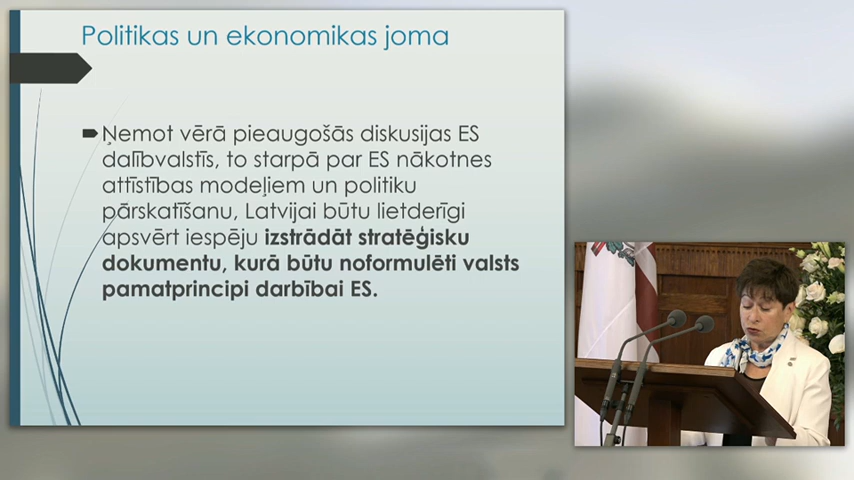 Politikas un ekonomikas joma
Ņemot vērā pieaugošās diskusijas ES
dalībvalstīs, to starpā par ES nākotnes
attīstības modeļiem un politiku
pārskatīšanu, Latvijai būtu lietderīgi
apsvērt iespēju izstrādāt stratēģisku
dokumentu, kurā būtu noformulēti valsts
pamatprincipi darbībai ES.